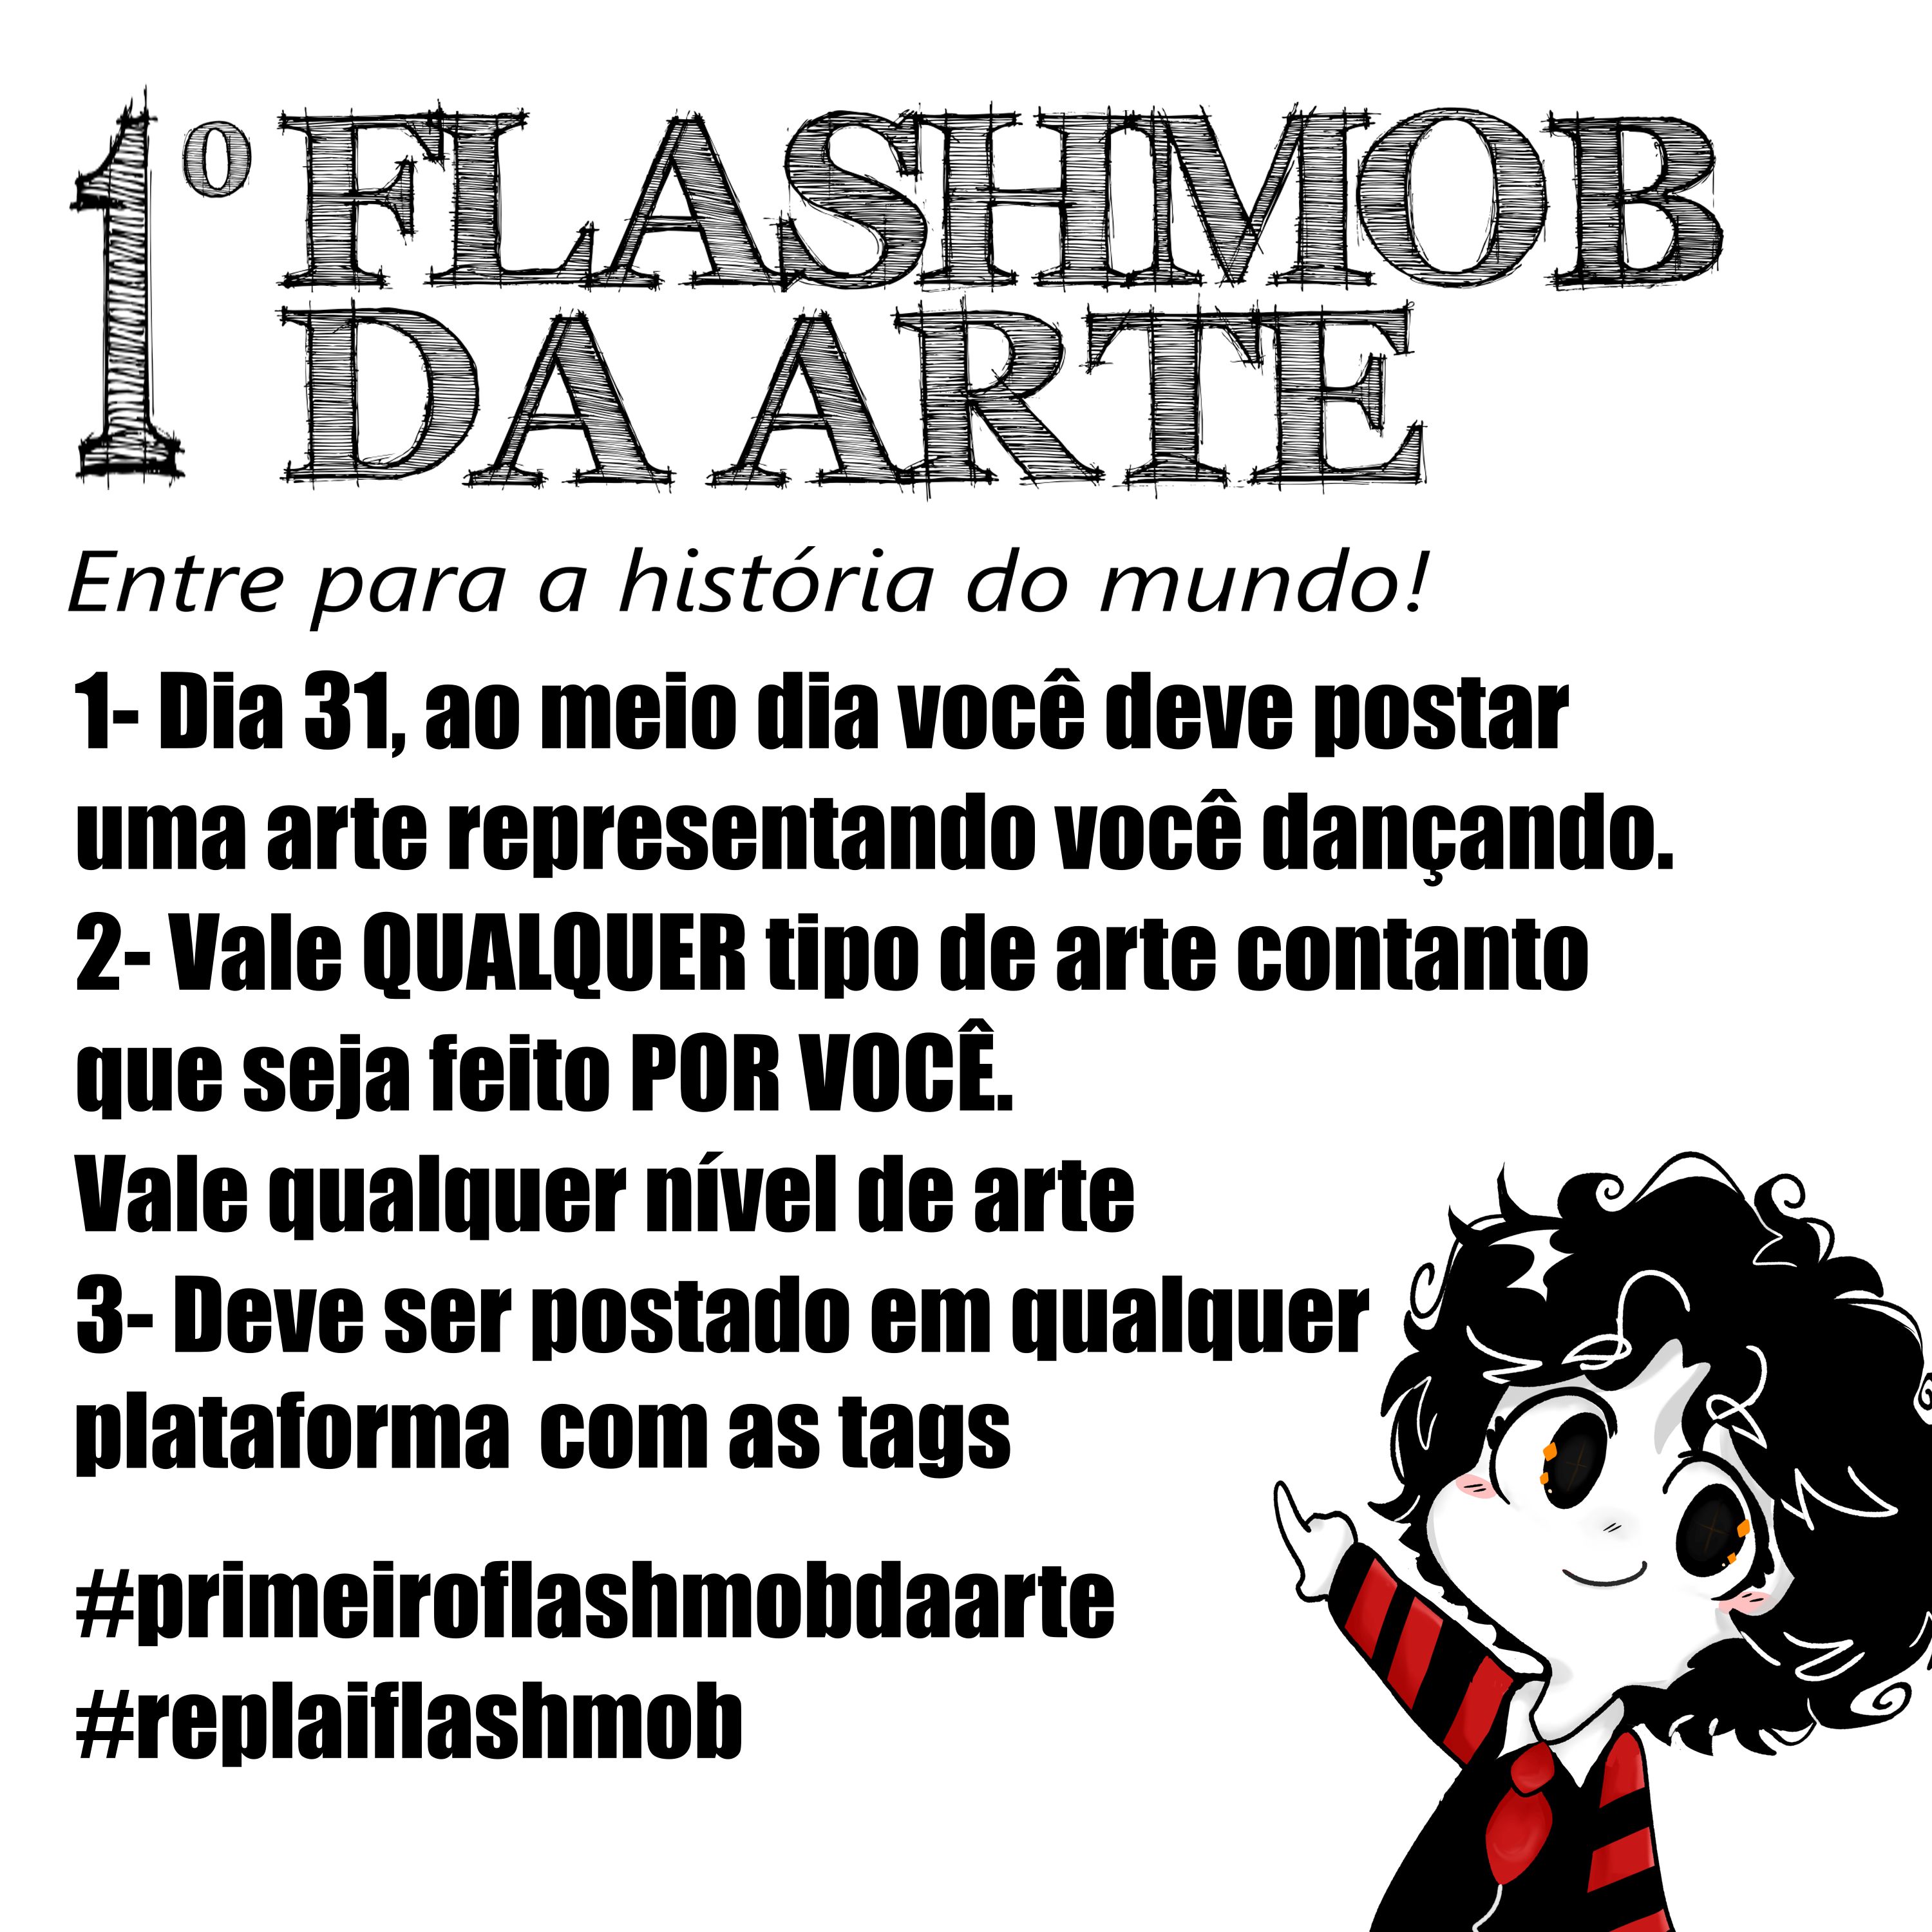 1º FLASHMOB
DA ARTE
Entre para a história do mundo!
1- Dia 31, ao meio dia você deve postar
uma arte representando você dançando.
2- Vale QUALQUER tipo de arte contanto
que seja feito POR VOCÊ.
Vale qualquer nível de arte
3- Deve ser postado em qualquer
plataforma com as tags
#primeiroflashmobdaarte
#replaiflashmob